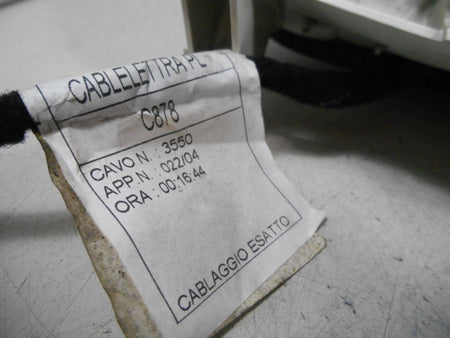 CABLELETTRA PL
C878
CAVO N. : 3550
APP.N. : 022/04
ORA : 00:16:44
CABLAGGIO ESATTO